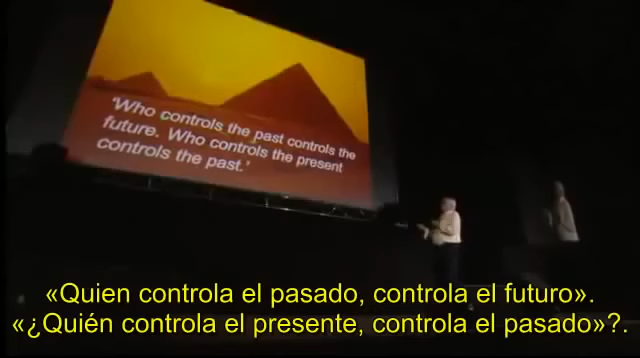 'Who controls the past controls the
future. Who controls the present
controls the past.'
«Quien controla el pasado, controla el futuro».
«¿Quién controla el presente, controla el pasado»?.